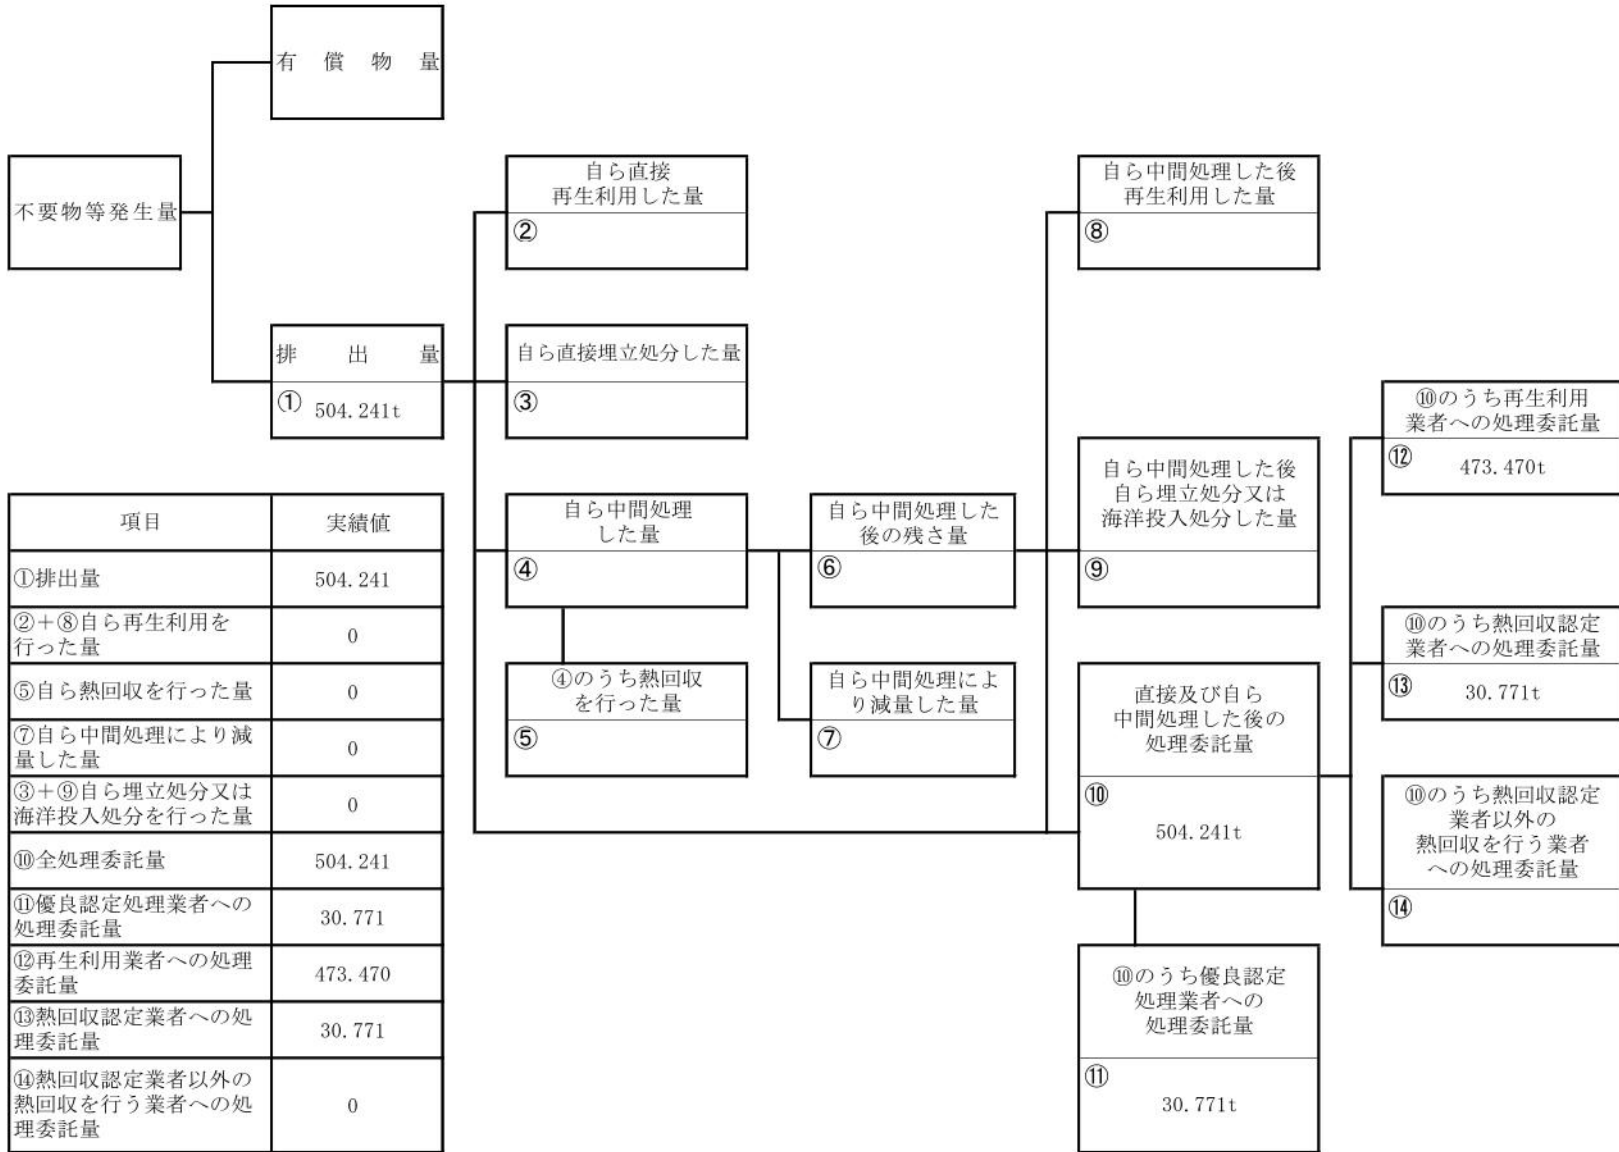 有償物量
不要物等発生量
排出量
① 504.241t
自ら直接
再生利用した量
②
自ら直接埋立処分した量
③
自ら中間処理
した量
④
④のうち熱回収
を行った量
⑤
自ら中間処理した
後の残さ量
⑥
自ら中間処理によ
り減量した量
⑦
自ら中間処理した後
再生利用した量
⑧
自ら中間処理した後
自ら埋立処分又は
海洋投入処分した量
⑨
直接及び自ら
中間処理した後の
処理委託量
⑩
504.241t
⑩のうち優良認定
処理業者への
処理委託量
⑪
30.771t
⑩のうち再生利用
業者への処理委託量
⑫ 473.470t
⑩のうち熱回収認定
業者への処理委託量
⑬ 30.771t
⑩のうち熱回収認定
業者以外の
熱回収を行う業者
への処理委託量
⑭
項目 実績値
①排出量 504.241
②＋⑧自ら再生利用を
行った量 0
⑤自ら熱回収を行った量 0
⑦自ら中間処理により減
量した量 0
③＋⑨自ら埋立処分又は
海洋投入処分を行った量 0
⑩全処理委託量 504.241
⑪優良認定処理業者への
処理委託量 30.771
⑫再生利用業者への処理
委託量 473.470
⑬熱回収認定業者への処
理委託量 30.771
⑭熱回収認定業者以外の
熱回収を行う業者への処
理委託量 0